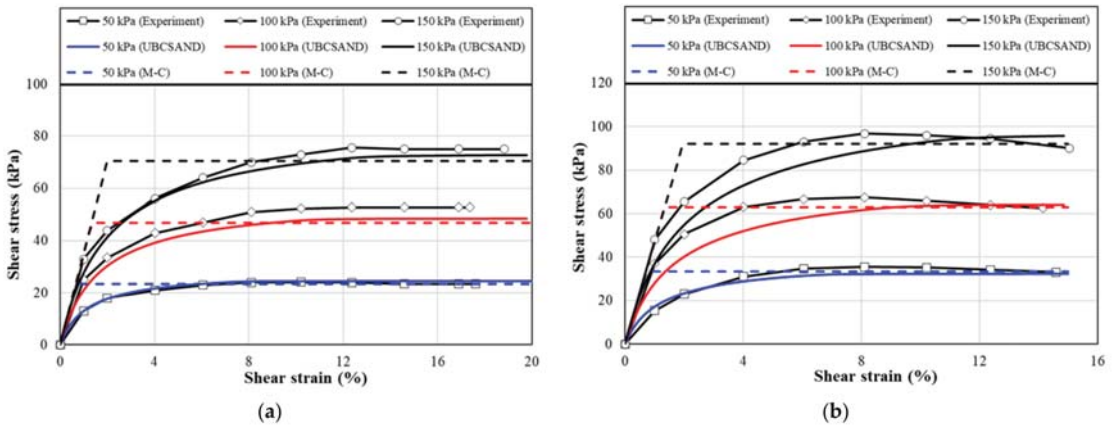 50 kPa (Experiment) 100 kPa (Experiment) 150 kPa (Experiment)
50 kPa (UBCSAND) 100 kPa (UBCSAND) 150 kPa (UBCSAND)
50 kPa (M-C) 100 kPa (M-C) 150 kPa (M-C)
100
80
60
40
20
0
Shear stress (kPa)
0 4 8 12 16 20
Shear strain (%)
(a)
50 kPa (Experiment) 100 kPa (Experiment) 150 kPa (Experiment)
50 kPa (UBCSAND) 100 kPa (UBCSAND) 150 kPa (UBCSAND)
50 kPa (M-C) 100 kPa (M-C) 150 kPa (M-C)
120
100
80
60
40
20
0
Shear stress (kPa)
0 4 8 12 16
Shear strain (%)
(b)